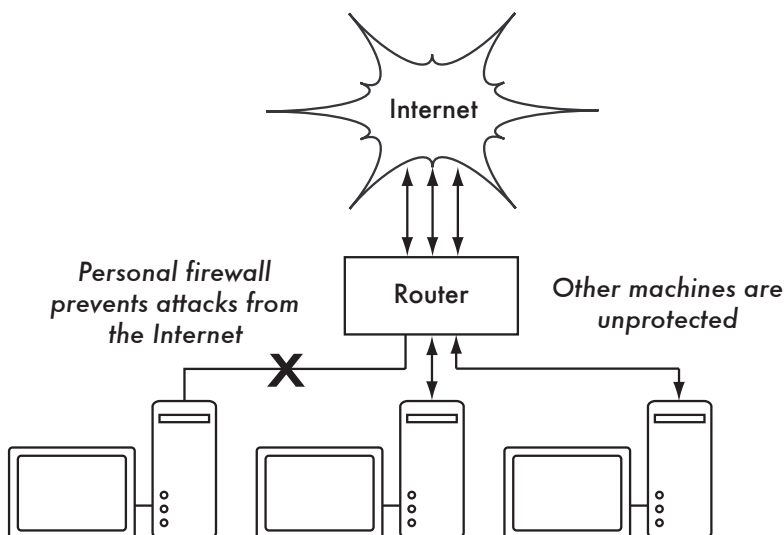 Internet
Personal firewall
prevents attacks from
the Internet
Router
Other machines are
unprotected